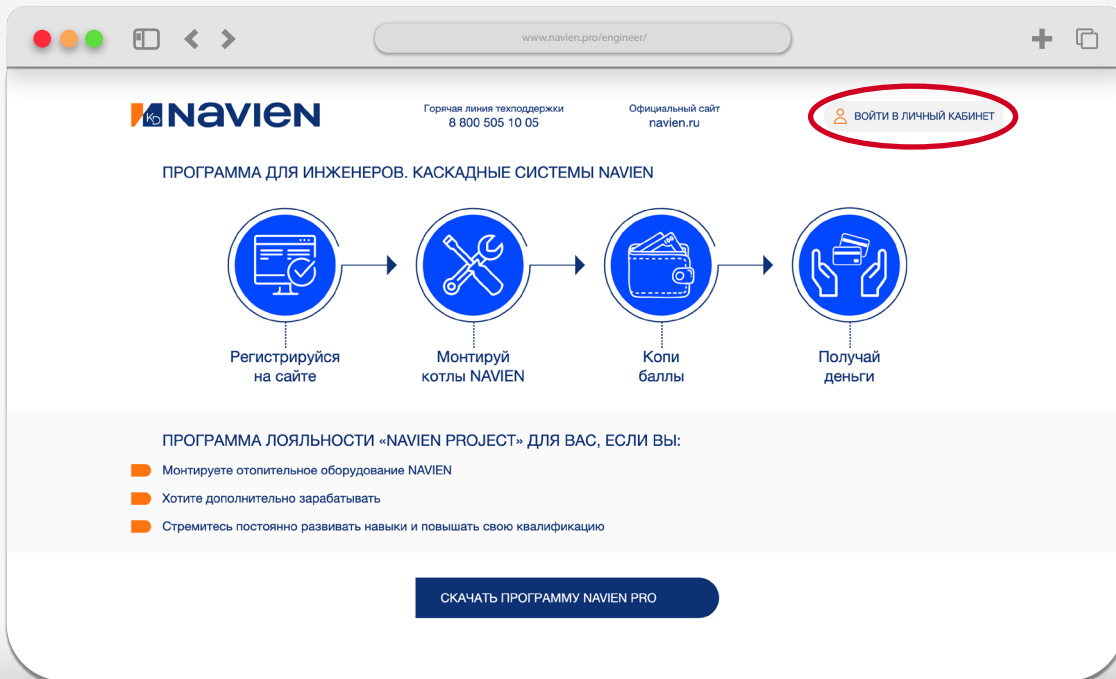 www.navien.pro/engineer/
KD NAVIEN
Горячая линия техподдержки
8 800 505 10 05
Официальный сайт
navien.ru
ВОЙТИ В ЛИЧНЫЙ КАБИНЕТ
ПРОГРАММА ДЛЯ ИНЖЕНЕРОВ. КАСКАДНЫЕ СИСТЕМЫ NAVIEN
100
Регистрируйся
на сайте
Монтируй
котлы NAVIEN
Копи
баллы
Получай
деньги
ПРОГРАММА ЛОЯЛЬНОСТИ «NAVIEN PROJECT» ДЛЯ ВАС, ЕСЛИ ВЫ:
Монтируете отопительное оборудование NAVIEN
Хотите дополнительно зарабатывать
Стремитесь постоянно развивать навыки и повышать свою квалификацию
СКАЧАТЬ ПРОГРАММУ NAVIEN PRO